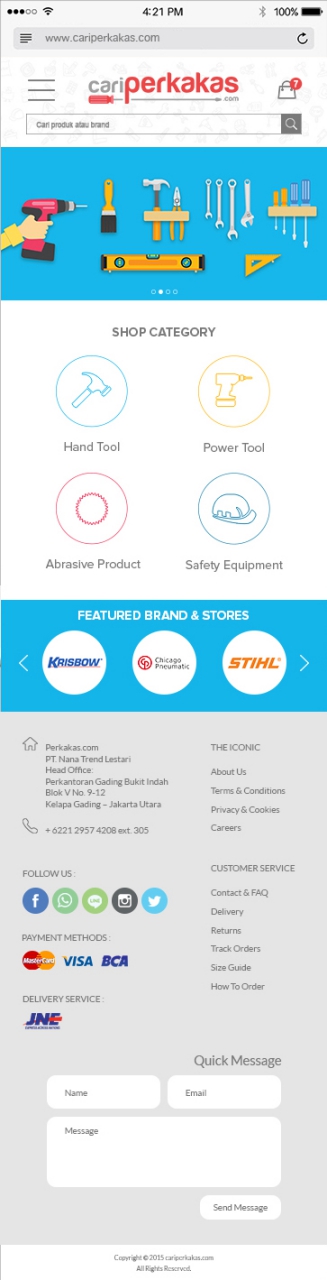 4:21 PM
100%
www.cariperkakas.com
cariperkakas
.com
7
Cari produk atau brand
SHOP CATEGORY
Hand Tool
Power Tool
Abrasive Product
Safety Equipment
FEATURED BRAND & STORES
KRISBOW
Chicago
Pneumatic
STIHL
Perkakas.com
PT. Nana Trend Lestari
Head Office:
Perkantoran Gading Bukit Indah
Blok V No. 9-12
Kelapa Gading – Jakarta Utara
+ 6221 2957 4208 ext. 305
THE ICONIC
About Us
Terms & Conditions
Privacy & Cookies
Careers
FOLLOW US :
PAYMENT METHODS :
MasterCard
VISA
BCA
DELIVERY SERVICE :
JNE
CUSTOMER SERVICE
Contact & FAQ
Delivery
Returns
Track Orders
Size Guide
How To Order
Quick Message
Name
Email
Message
Send Message
Copyright © 2015 cariperkakas.com
All Rights Reserved.